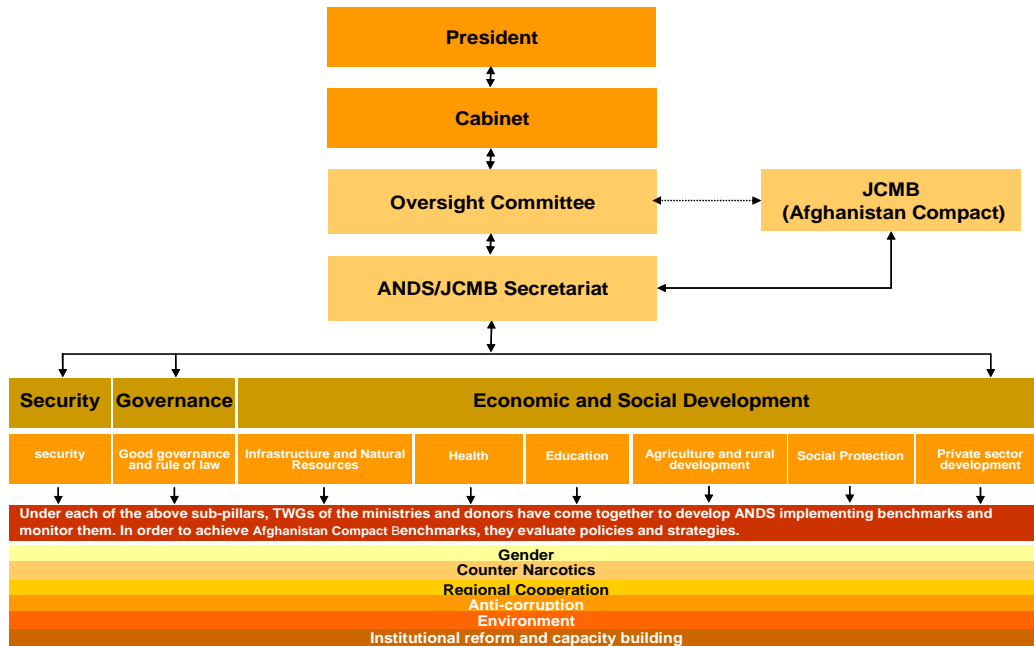 President
Cabinet
Oversight Committee
JCMB
(Afghanistan Compact)
ANDS/JCMB Secretariat
Security
Governance
Economic and Social Development
security
Good governance
and rule of law
Infrastructure and Natural
Resources
Health
Education
Agriculture and rural
development
Social Protection
Private sector
development
Under each of the above sub-pillars, TWGs of the ministries and donors have come together to develop ANDS implementing benchmarks and
monitor them. In order to achieve Afghanistan Compact Benchmarks, they evaluate policies and strategies.
Gender
Counter Narcotics
Regional Cooperation
Anti-corruption
Environment
Institutional reform and capacity building